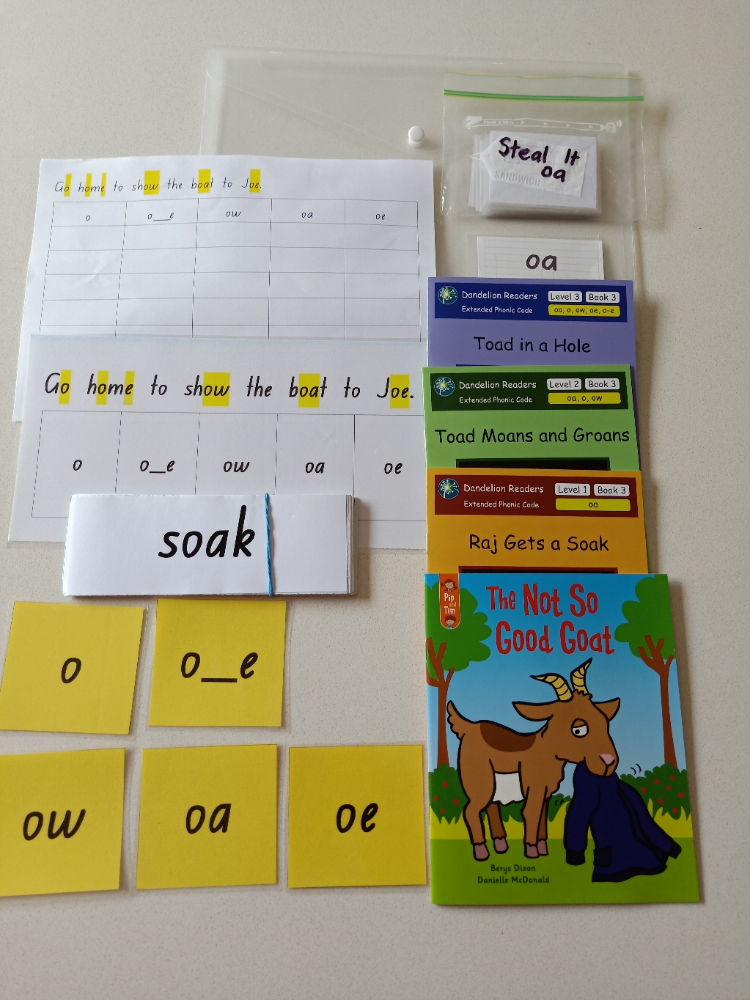 Steal It
oa
SANDWICH
oa
Go home to show the boat to Joe.
o o__e ow oa oe
Go home to show the boat to Joe.
o o__e ow oa oe
soak
o o__e
ow oa oe
Dandelion Readers Level 3 Book 3
Extended Phonic Code oa, o, ow, oe, o-e
Toad in a Hole
Dandelion Readers Level 2 Book 3
Extended Phonic Code oa, o, ow
Toad Moans and Groans
Dandelion Readers Level 1 Book 3
Extended Phonic Code oa
Raj Gets a Soak
Pip
and
Tim
The Not So
Good Goat
Berys Dixon
Danielle McDonald